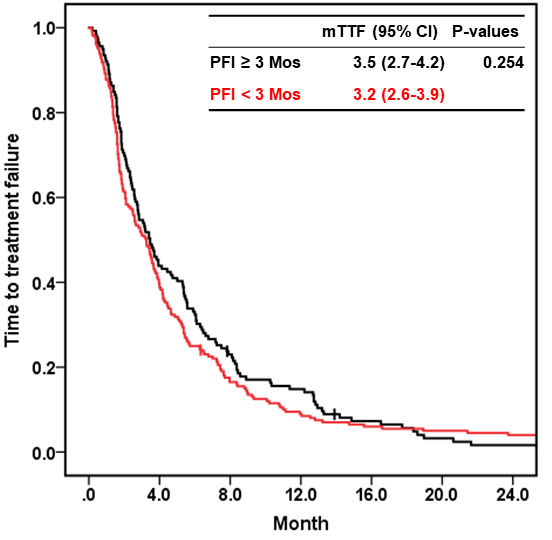 mTTF (95% CI) P-values
PFI ≥ 3 Mos 3.5 (2.7-4.2) 0.254
PFI < 3 Mos 3.2 (2.6-3.9)
Time to treatment failure
1.0
0.8
0.6
0.4
0.2
0.0
.0 4.0 8.0 12.0 16.0 20.0 24.0
Month